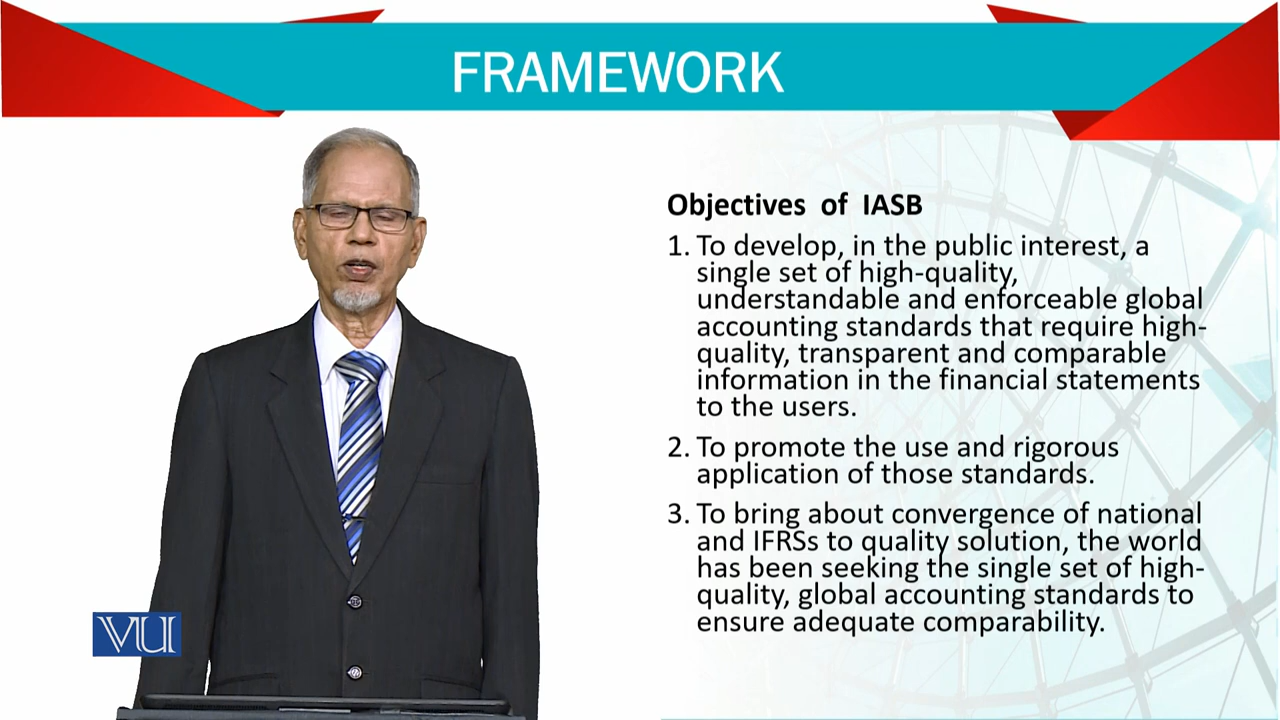 FRAMEWORK
Objectives of IASB
1. To develop, in the public interest, a
single set of high-quality,
understandable and enforceable global
accounting standards that require high-
quality, transparent and comparable
information in the financial statements
to the users.
2. To promote the use and rigorous
application of those standards.
3. To bring about convergence of national
and IFRSs to quality solution, the world
has been seeking the single set of high-
quality, global accounting standards to
ensure adequate comparability.
VU